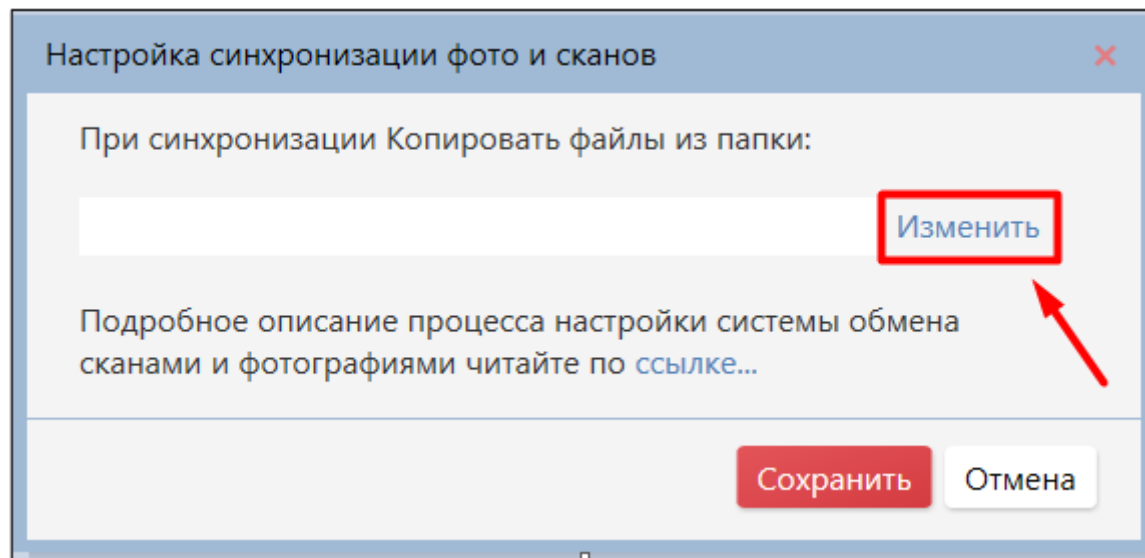 Настройка синхронизации фото и сканов
При синхронизации Копировать файлы из папки:
Изменить
Подробное описание процесса настройки системы обмена
сканами и фотографиями читайте по ссылке...
Сохранить Отмена